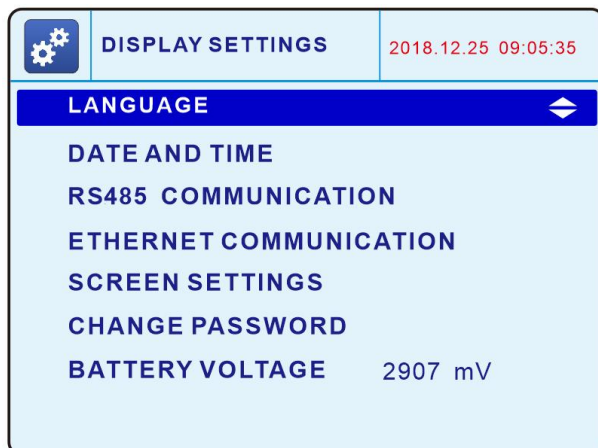 DISPLAY SETTINGS 2018.12.25 09:05:35
LANGUAGE
DATE AND TIME
RS485 COMMUNICATION
ETHERNET COMMUNICATION
SCREEN SETTINGS
CHANGE PASSWORD
BATTERY VOLTAGE 2907 mV